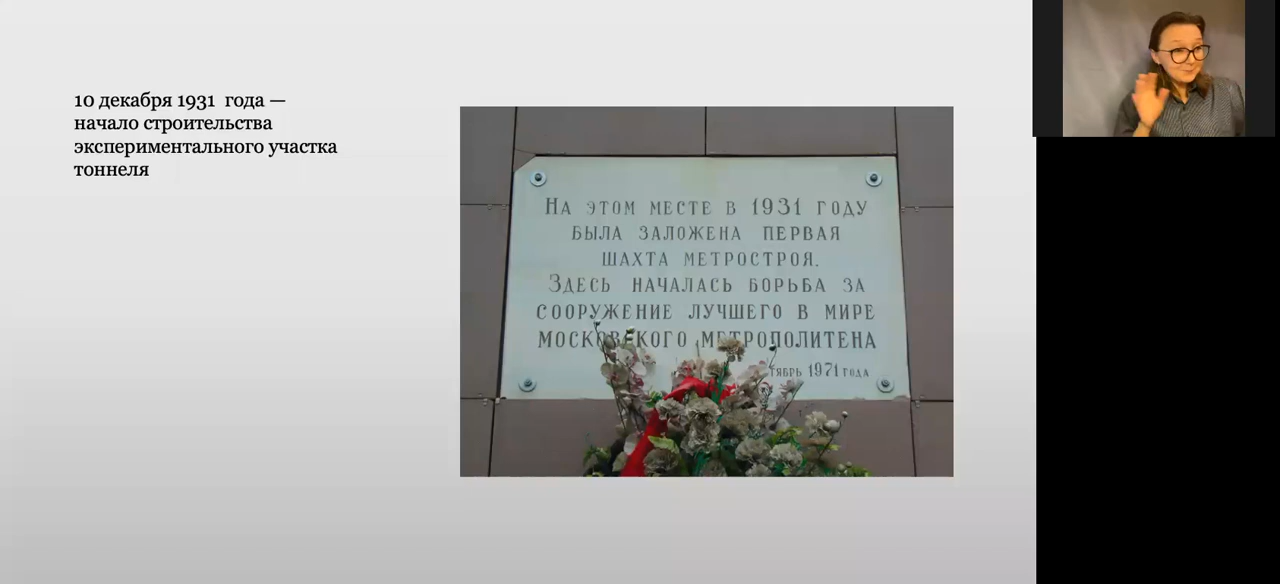 10 декабря 1931 года —
начало строительства
экспериментального участка
тоннеля
На этом месте в 1931 году
была заложена первая
шахта Метростроя.
Здесь началась борьба за
сооружение лучшего в мире
Московского метрополитена
1971 года